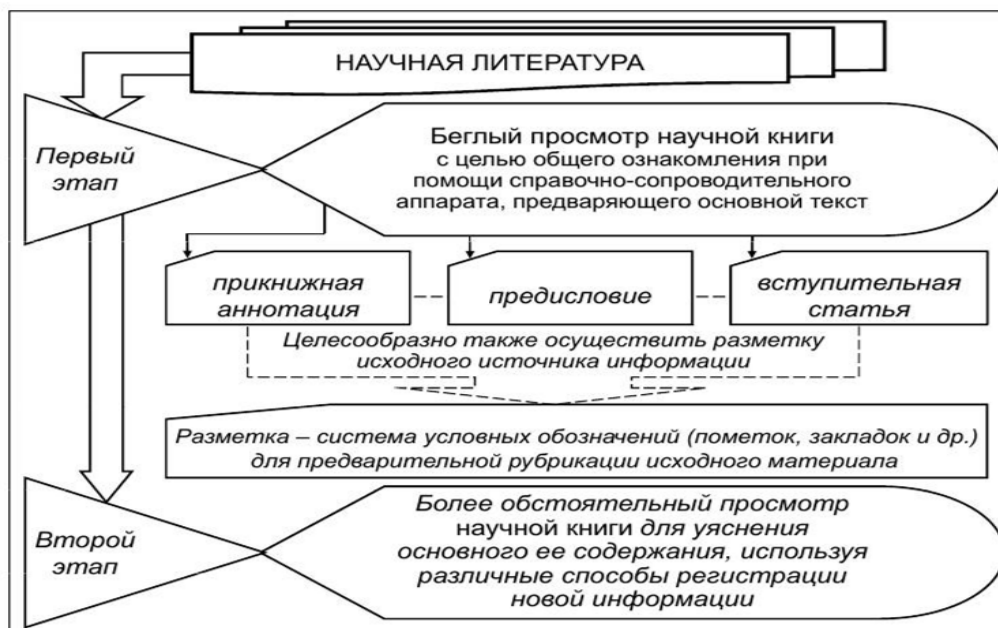 НАУЧНАЯ ЛИТЕРАТУРА
Первый
этап
Беглый просмотр научной книги
с целью общего ознакомления при
помощи справочно-сопроводительного
аппарата, предваряющего основной текст
прикнижная
аннотация
предисловие
вступительная
статья
Целесообразно также осуществить разметку
исходного источника информации
Разметка – система условных обозначений (пометок, закладок и др.)
для предварительной рубрикации исходного материала
Второй
этап
Более обстоятельный просмотр
научной книги для уяснения
основного ее содержания, используя
различные способы регистрации
новой информации